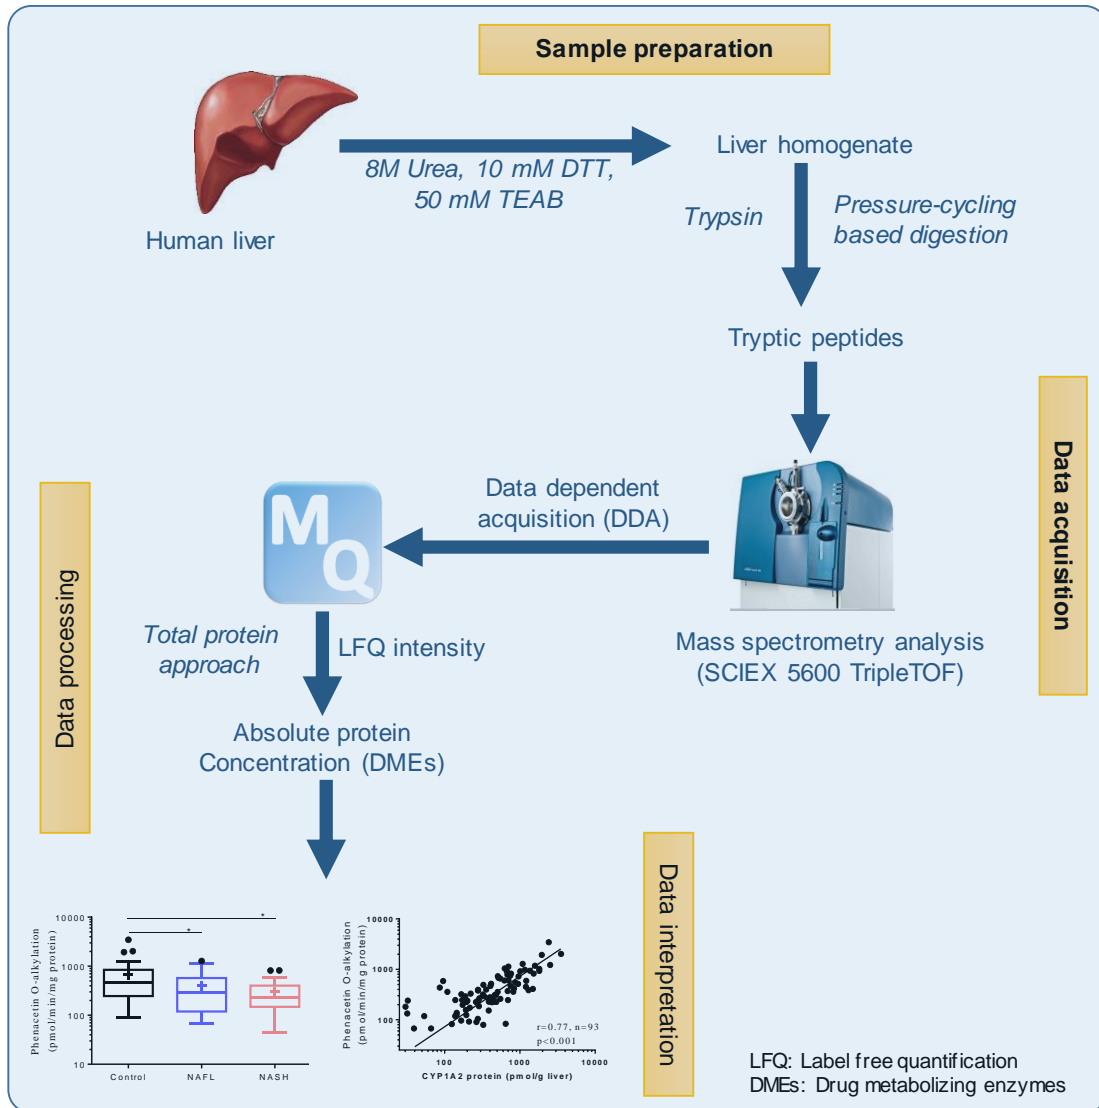 Sample preparation
Human liver
8M Urea, 10 mM DTT,
50 mM TEAB
Liver homogenate
Trypsin
Pressure-cycling
based digestion
Tryptic peptides
Data acquisition
Mass spectrometry analysis
(SCIEX 5600 TripleTOF)
Data dependent
acquisition (DDA)
M
Q
Data processing
Total protein
approach
LFQ intensity
Absolute protein
Concentration (DMEs)
Data interpretation
Phenacetin O-alkylation
(pmol/min/mg protein)
10000
1000
100
10
*
*
Control NAFL NASH
Phenacetin O-alkylation
(pmol/min/mg protein)
10000
1000
100
r=0.77, n=93
p<0.001
100 1000 10000
CYP1A2 protein (pmol/g liver)
LFQ: Label free quantification
DMEs: Drug metabolizing enzymes